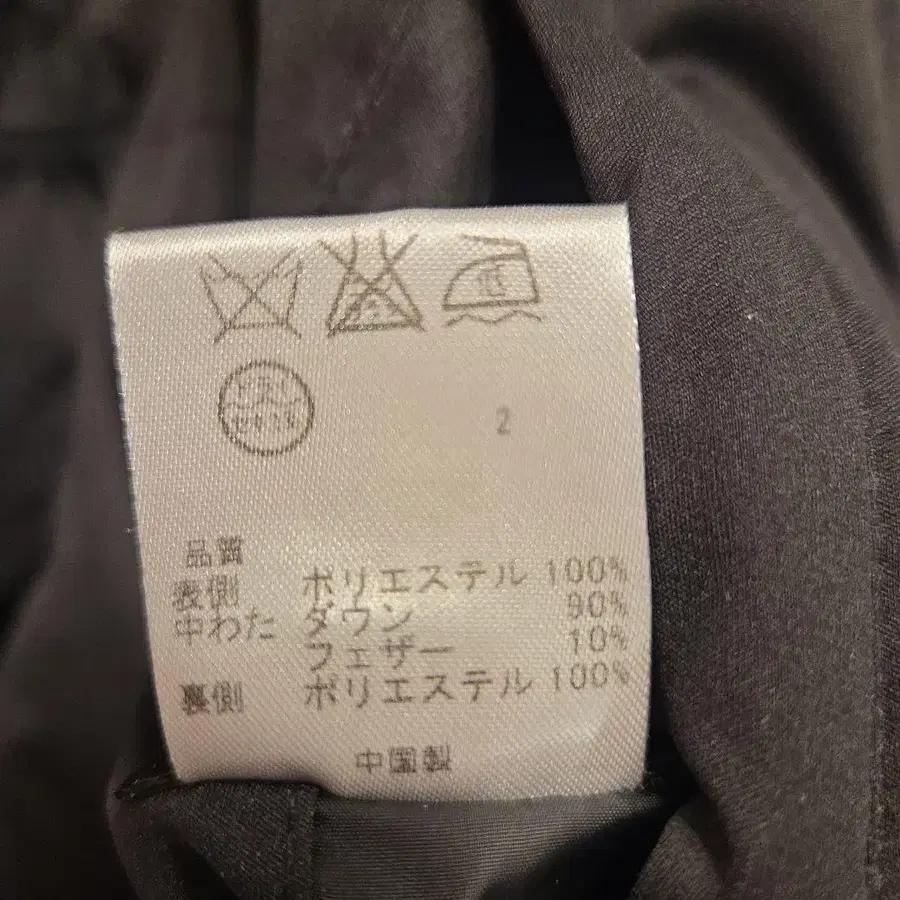 低
2
品質
表側 ポリエステル 100%
中わた ダウン 90%
フェザー 10%
裏側 ポリエステル 100%
中国製